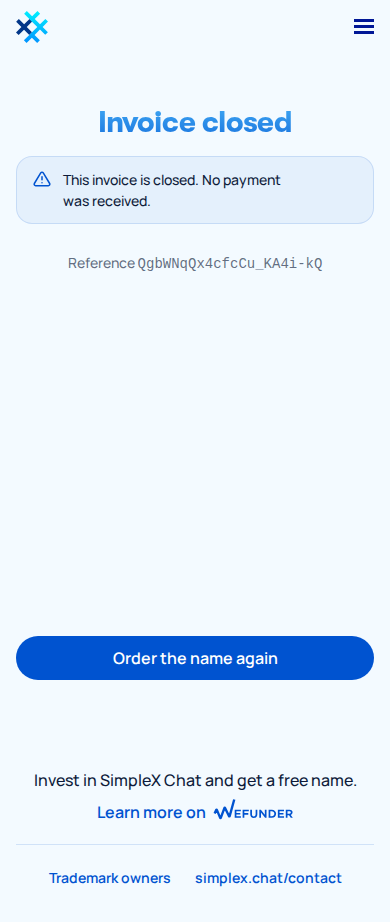 Invoice closed
This invoice is closed. No payment
was received.
Reference QgbWNqQx4cfcCu_KA4i-kQ
Order the name again
Invest in SimpleX Chat and get a free name.
Learn more on WEFUNDER
Trademark owners simplex.chat/contact